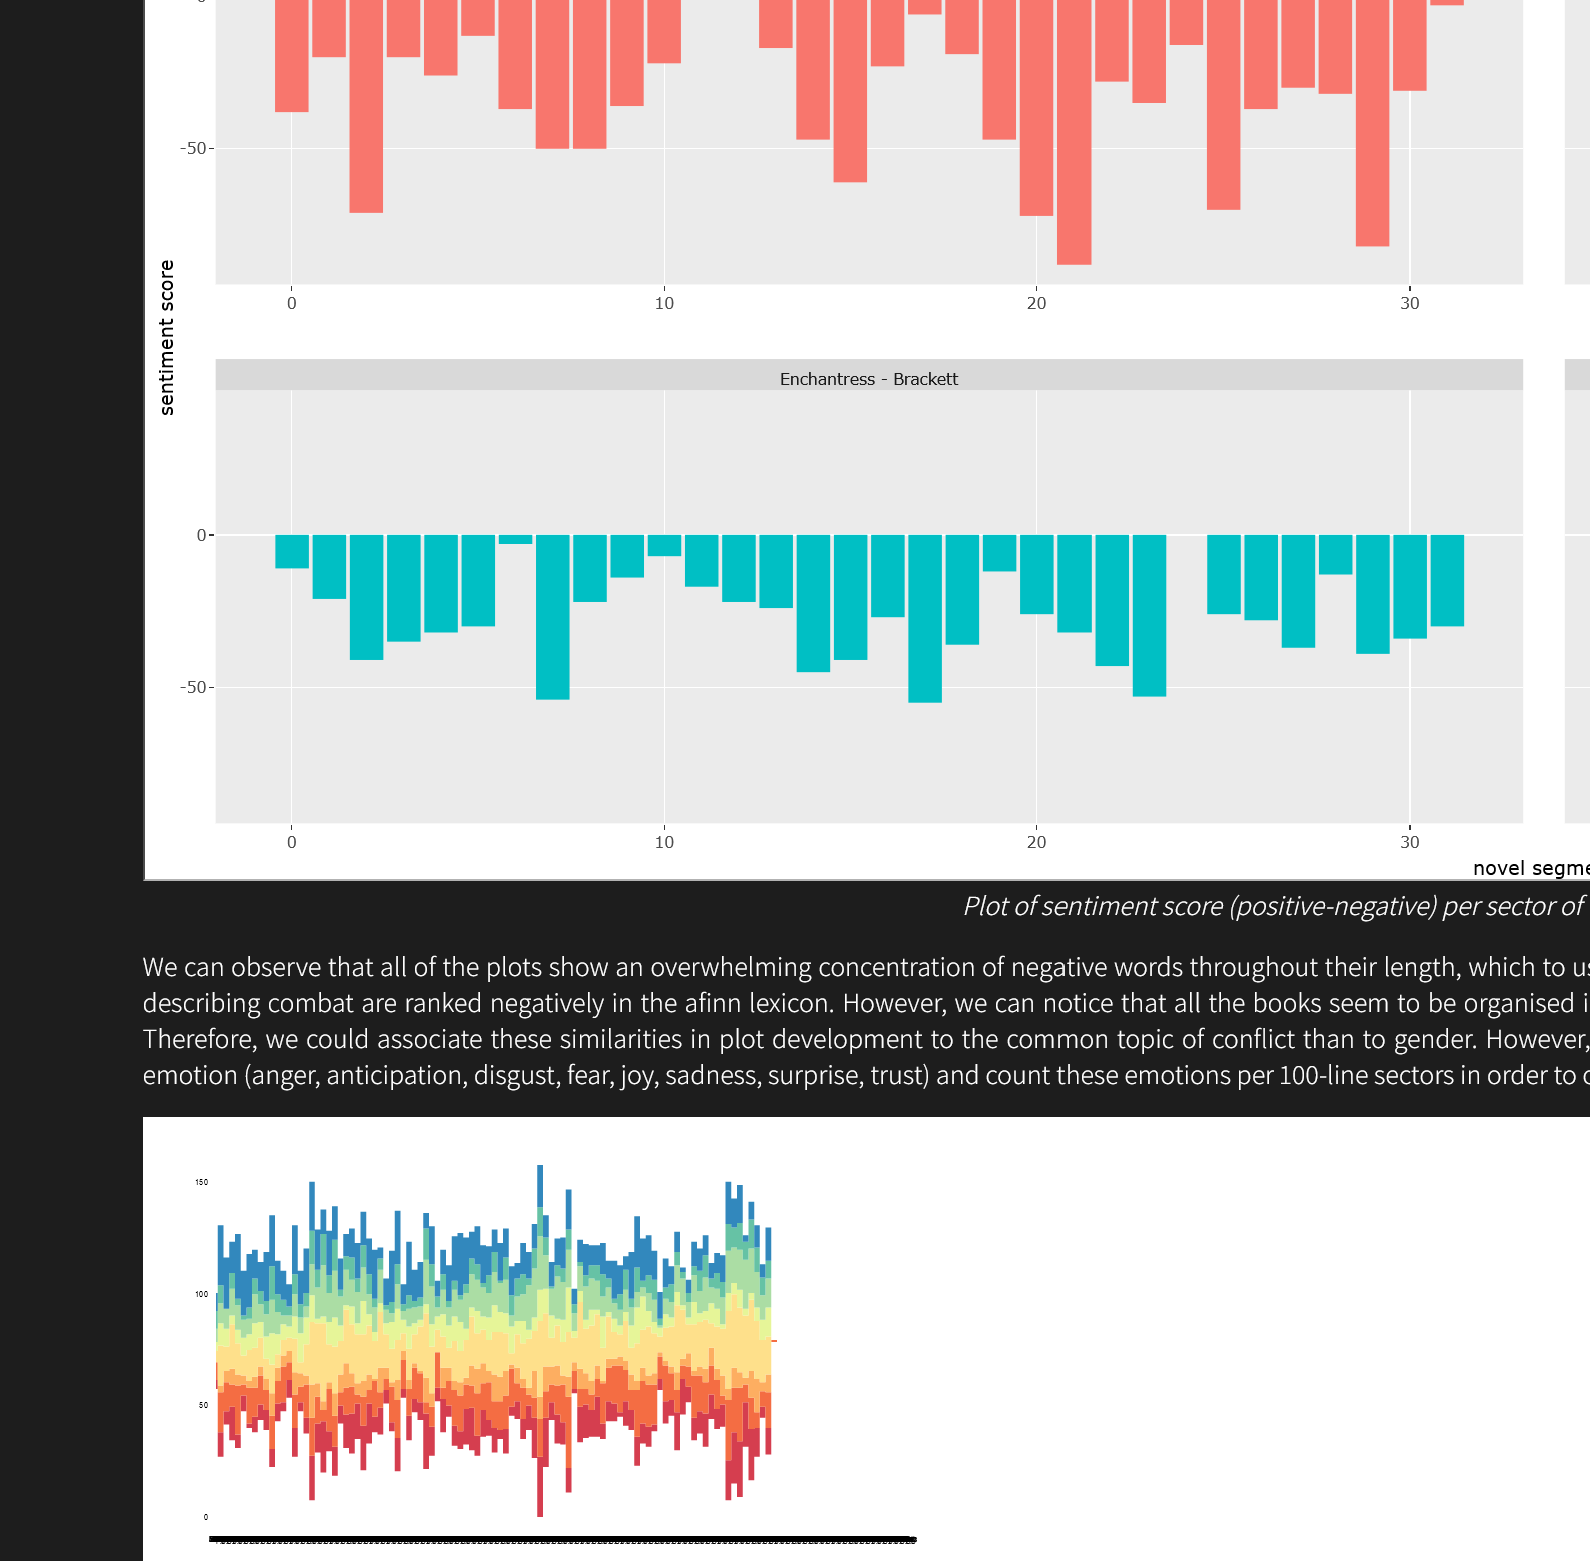 -50
0
10
20
30
sentiment score
Enchantress - Brackett
0
-50
0
10
20
30
novel segme
Plot of sentiment score (positive-negative) per sector of
We can observe that all of the plots show an overwhelming concentration of negative words throughout their length, which to us
describing combat are ranked negatively in the afinn lexicon. However, we can notice that all the books seem to be organised i
Therefore, we could associate these similarities in plot development to the common topic of conflict than to gender. However,
emotion (anger, anticipation, disgust, fear, joy, sadness, surprise, trust) and count these emotions per 100-line sectors in order to
150
100
50
0